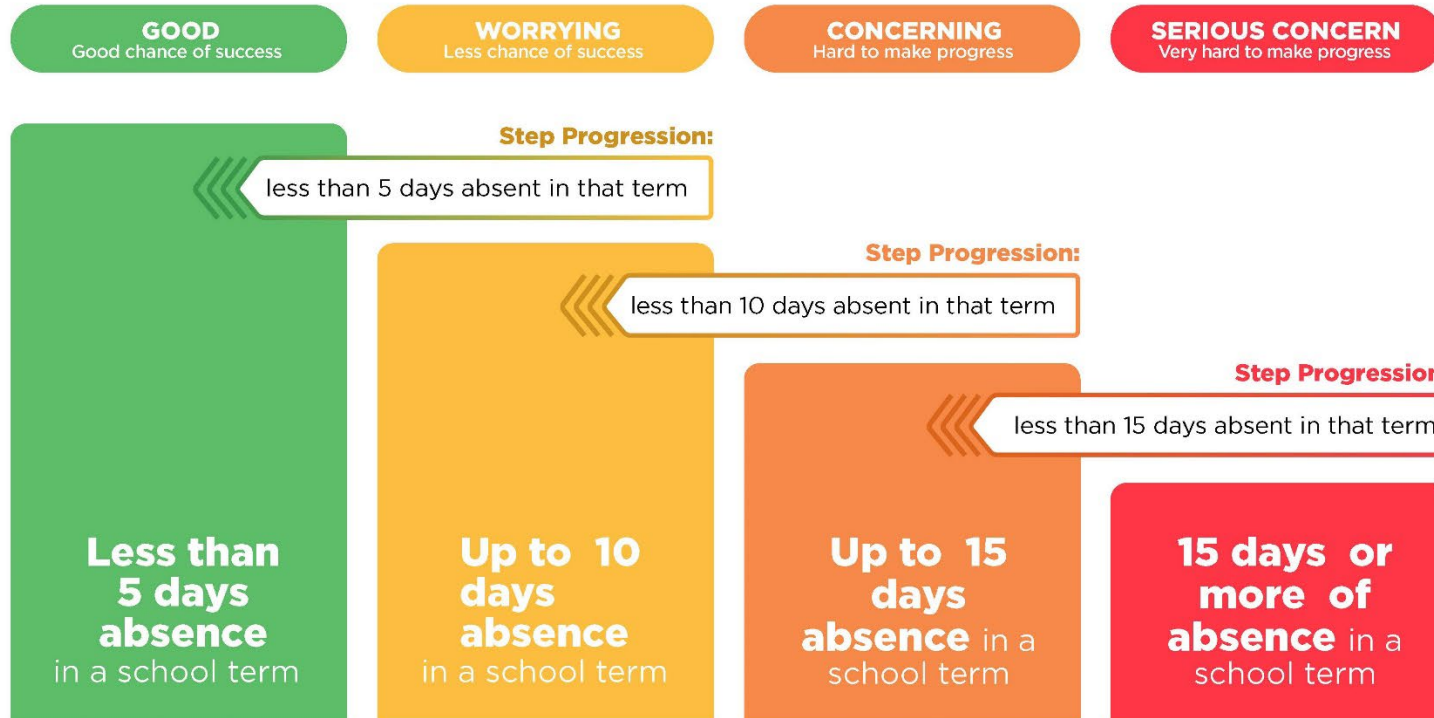 GOOD
Good chance of success
WORRYING
Less chance of success
CONCERNING
Hard to make progress
SERIOUS CONCERN
Very hard to make progress
Step Progression:
less than 5 days absent in that term
Step Progression:
less than 10 days absent in that term
Step Progression
less than 15 days absent in that term
Less than
5 days
absence
in a school term
Up to 10
days
absence
in a school term
Up to 15
days
absence in a
school term
15 days or
more of
absence in a
school term